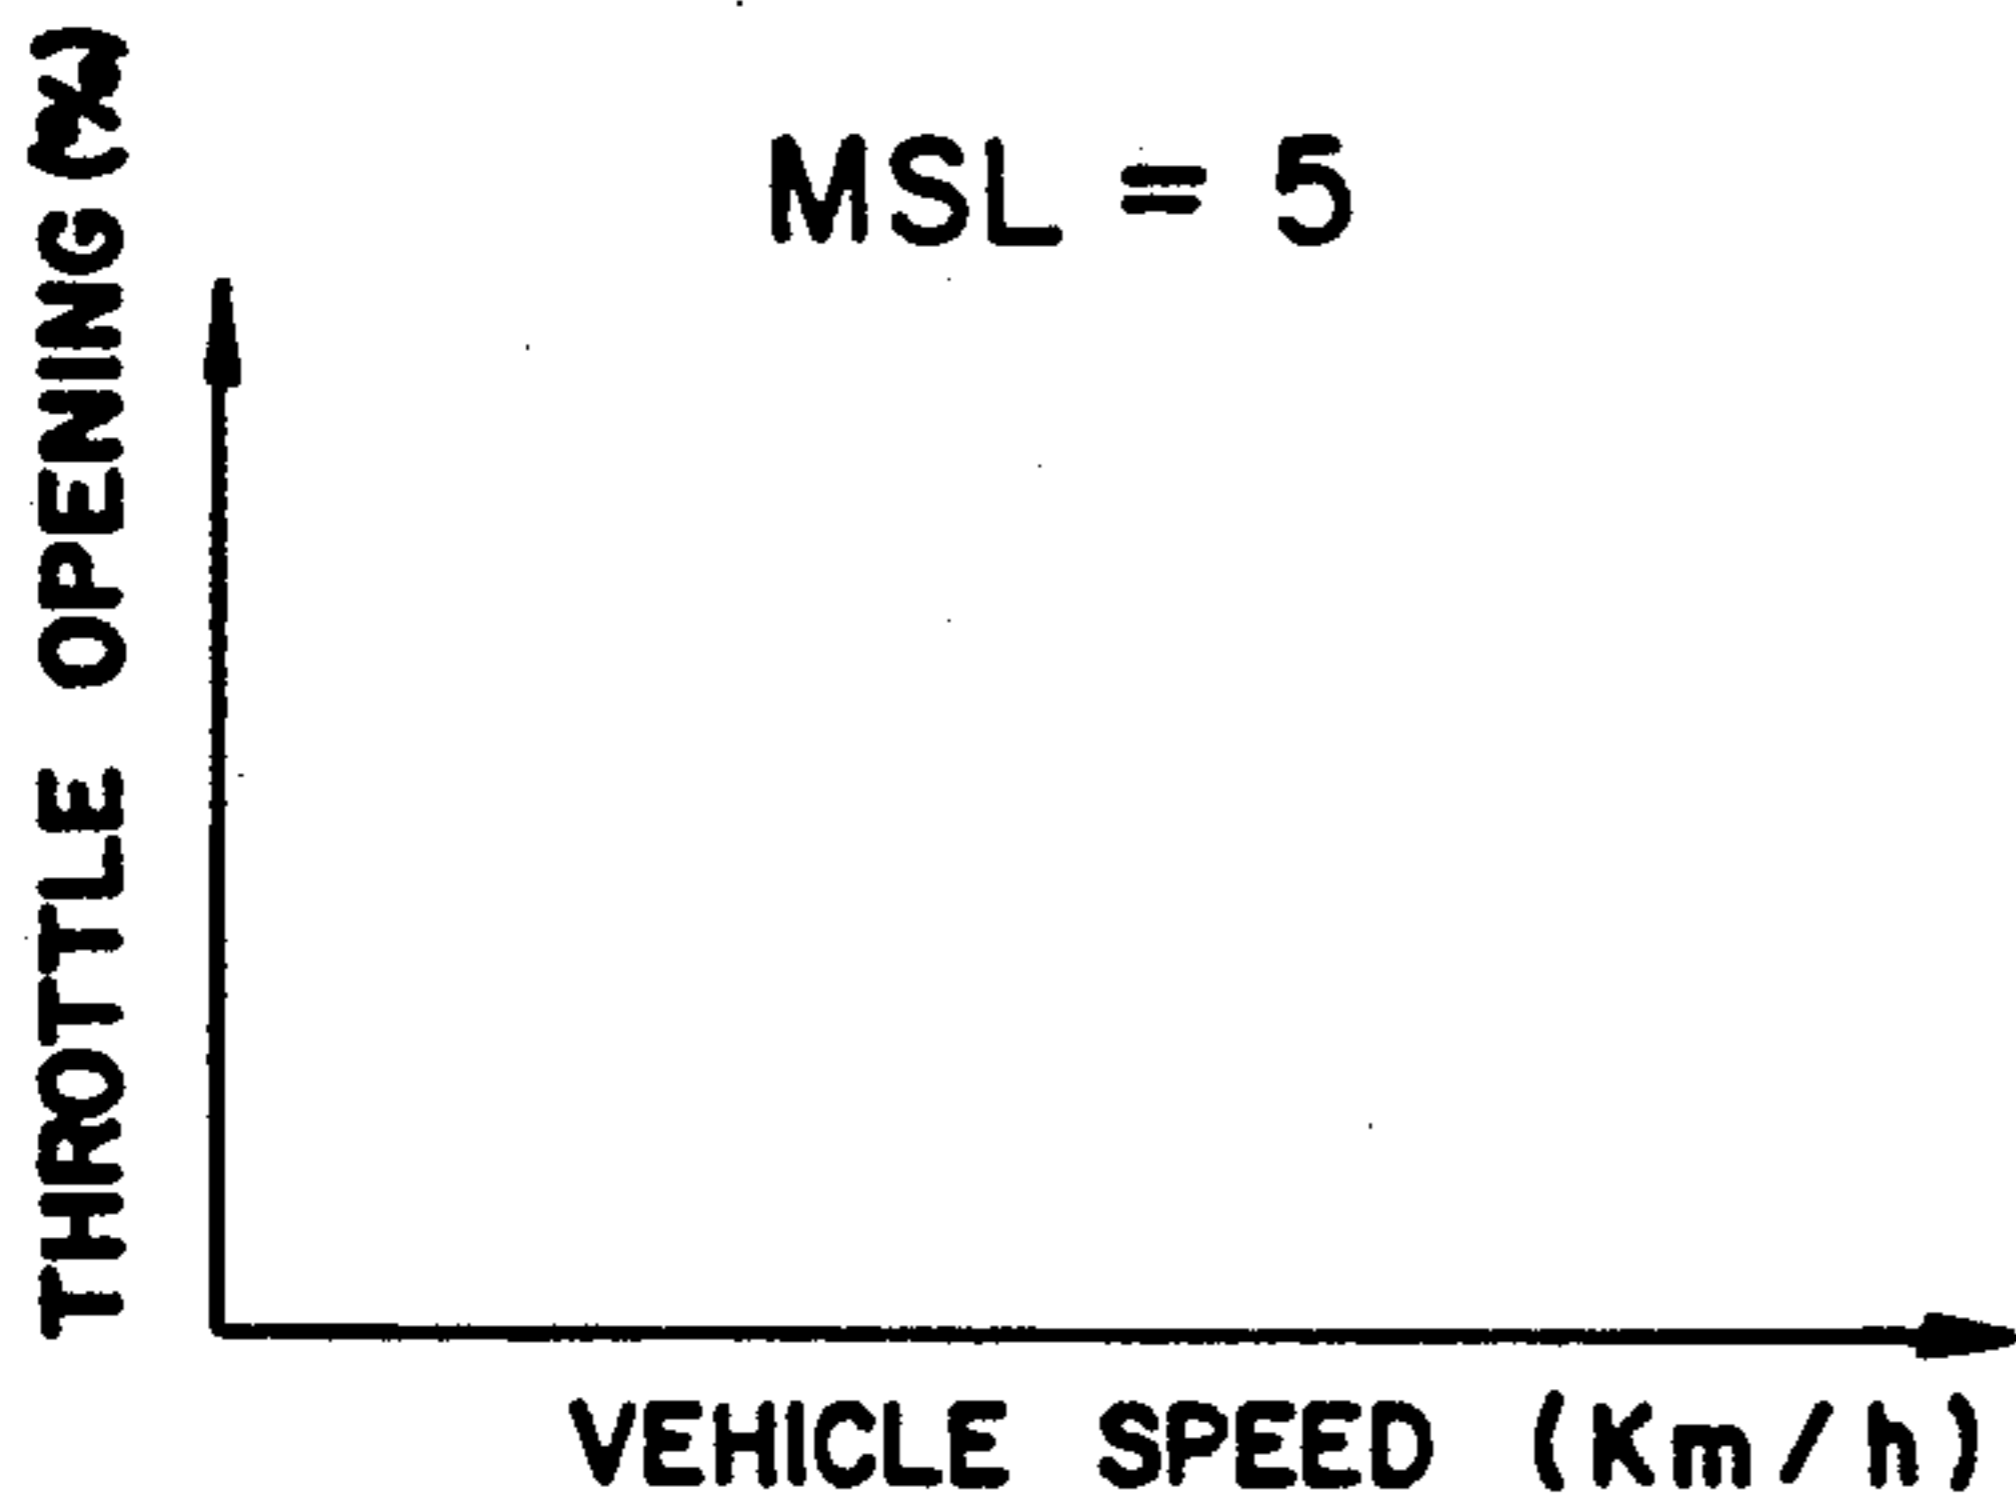 MSL = 5
THROTTLE OPENING (%)
VEHICLE SPEED (Km/h)